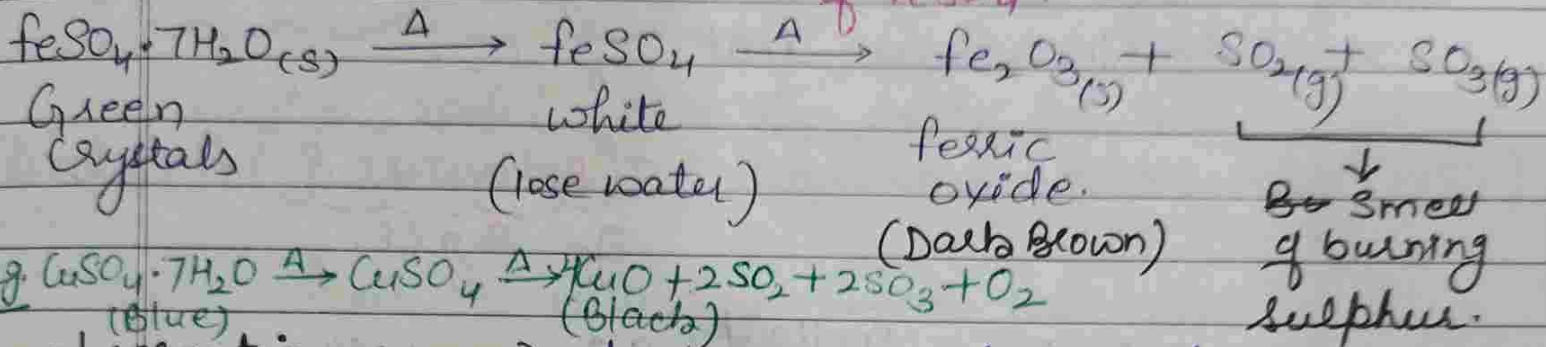 FeSO₄·7H₂O(s) —Δ→ FeSO₄ —Δ→ Fe₂O₃(s) + SO₂(g) + SO₃(g)
Green white ferric
Crystals (lose water) oxide. Smell
(Dark Brown) of burning
g. CuSO₄·7H₂O —Δ→ CuSO₄ —Δ→ 4CuO + 2SO₂ + 2SO₃ + O₂
(Blue) (Black) sulphur.